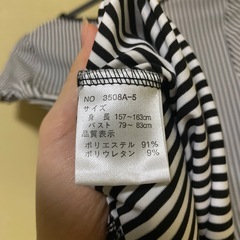 NO 3508A-5
サイズ
身 長 157~163cm
バスト 79~83cm
品質表示
ポリエステル 91%
ポリウレタン 9%